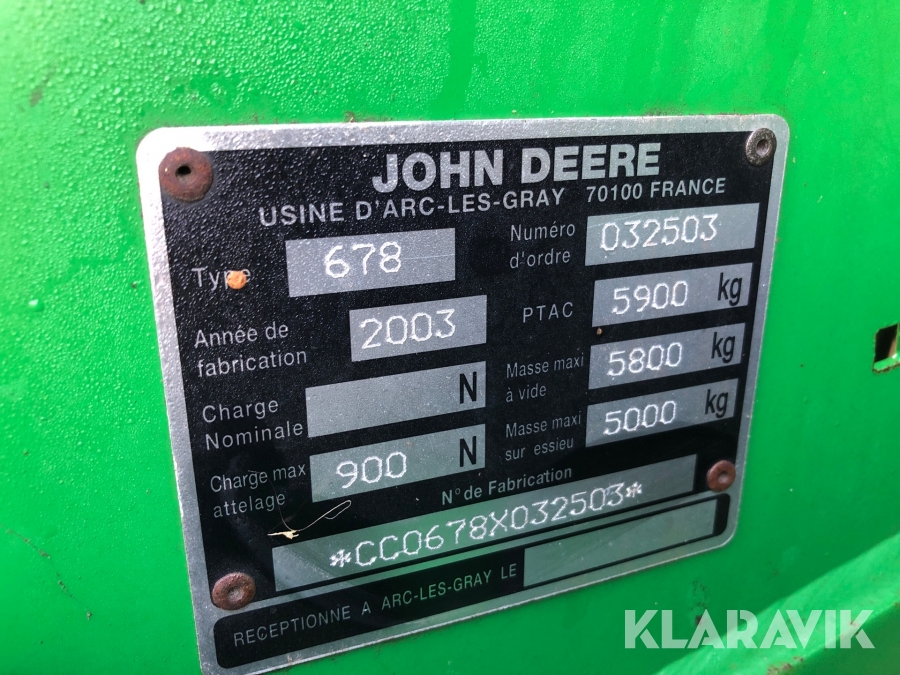 JOHN DEERE
USINE D'ARC-LES-GRAY 70100 FRANCE
Type 678
Numéro d'ordre 032503
Année de fabrication 2003
PTAC 5900 kg
Charge Nominale N
Masse maxi à vide 5800 kg
Charge max attelage 900 N
Masse maxi sur essieu 5000 kg
N° de Fabrication
*CC0678X032503*
RECEPTIONNE A ARC-LES-GRAY LE
KLARAVIK